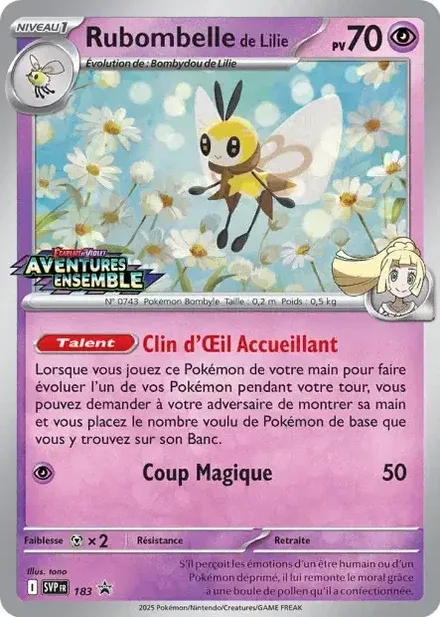 NIVEAU 1
Rubombelle de Lilie
PV 70
Évolution de : Bombydou de Lilie
ÉCARLATE ET VIOLET
AVENTURES
ENSEMBLE
N° 0743 Pokémon Bombyle Taille : 0,2 m Poids : 0,5 kg
Talent Clin d'Œil Accueillant
Lorsque vous jouez ce Pokémon de votre main pour faire
évoluer l'un de vos Pokémon pendant votre tour, vous
pouvez demander à votre adversaire de montrer sa main
et vous placez le nombre voulu de Pokémon de base que
vous y trouvez sur son Banc.
Coup Magique 50
Faiblesse ×2 Résistance Retraite
Illus. tono
I SVP FR 183
S'il perçoit les émotions d'un être humain ou d'un
Pokémon déprimé, il lui remonte le moral grâce
à une boule de pollen qu'il a confectionnée.
2025 Pokémon/Nintendo/Creatures/GAME FREAK